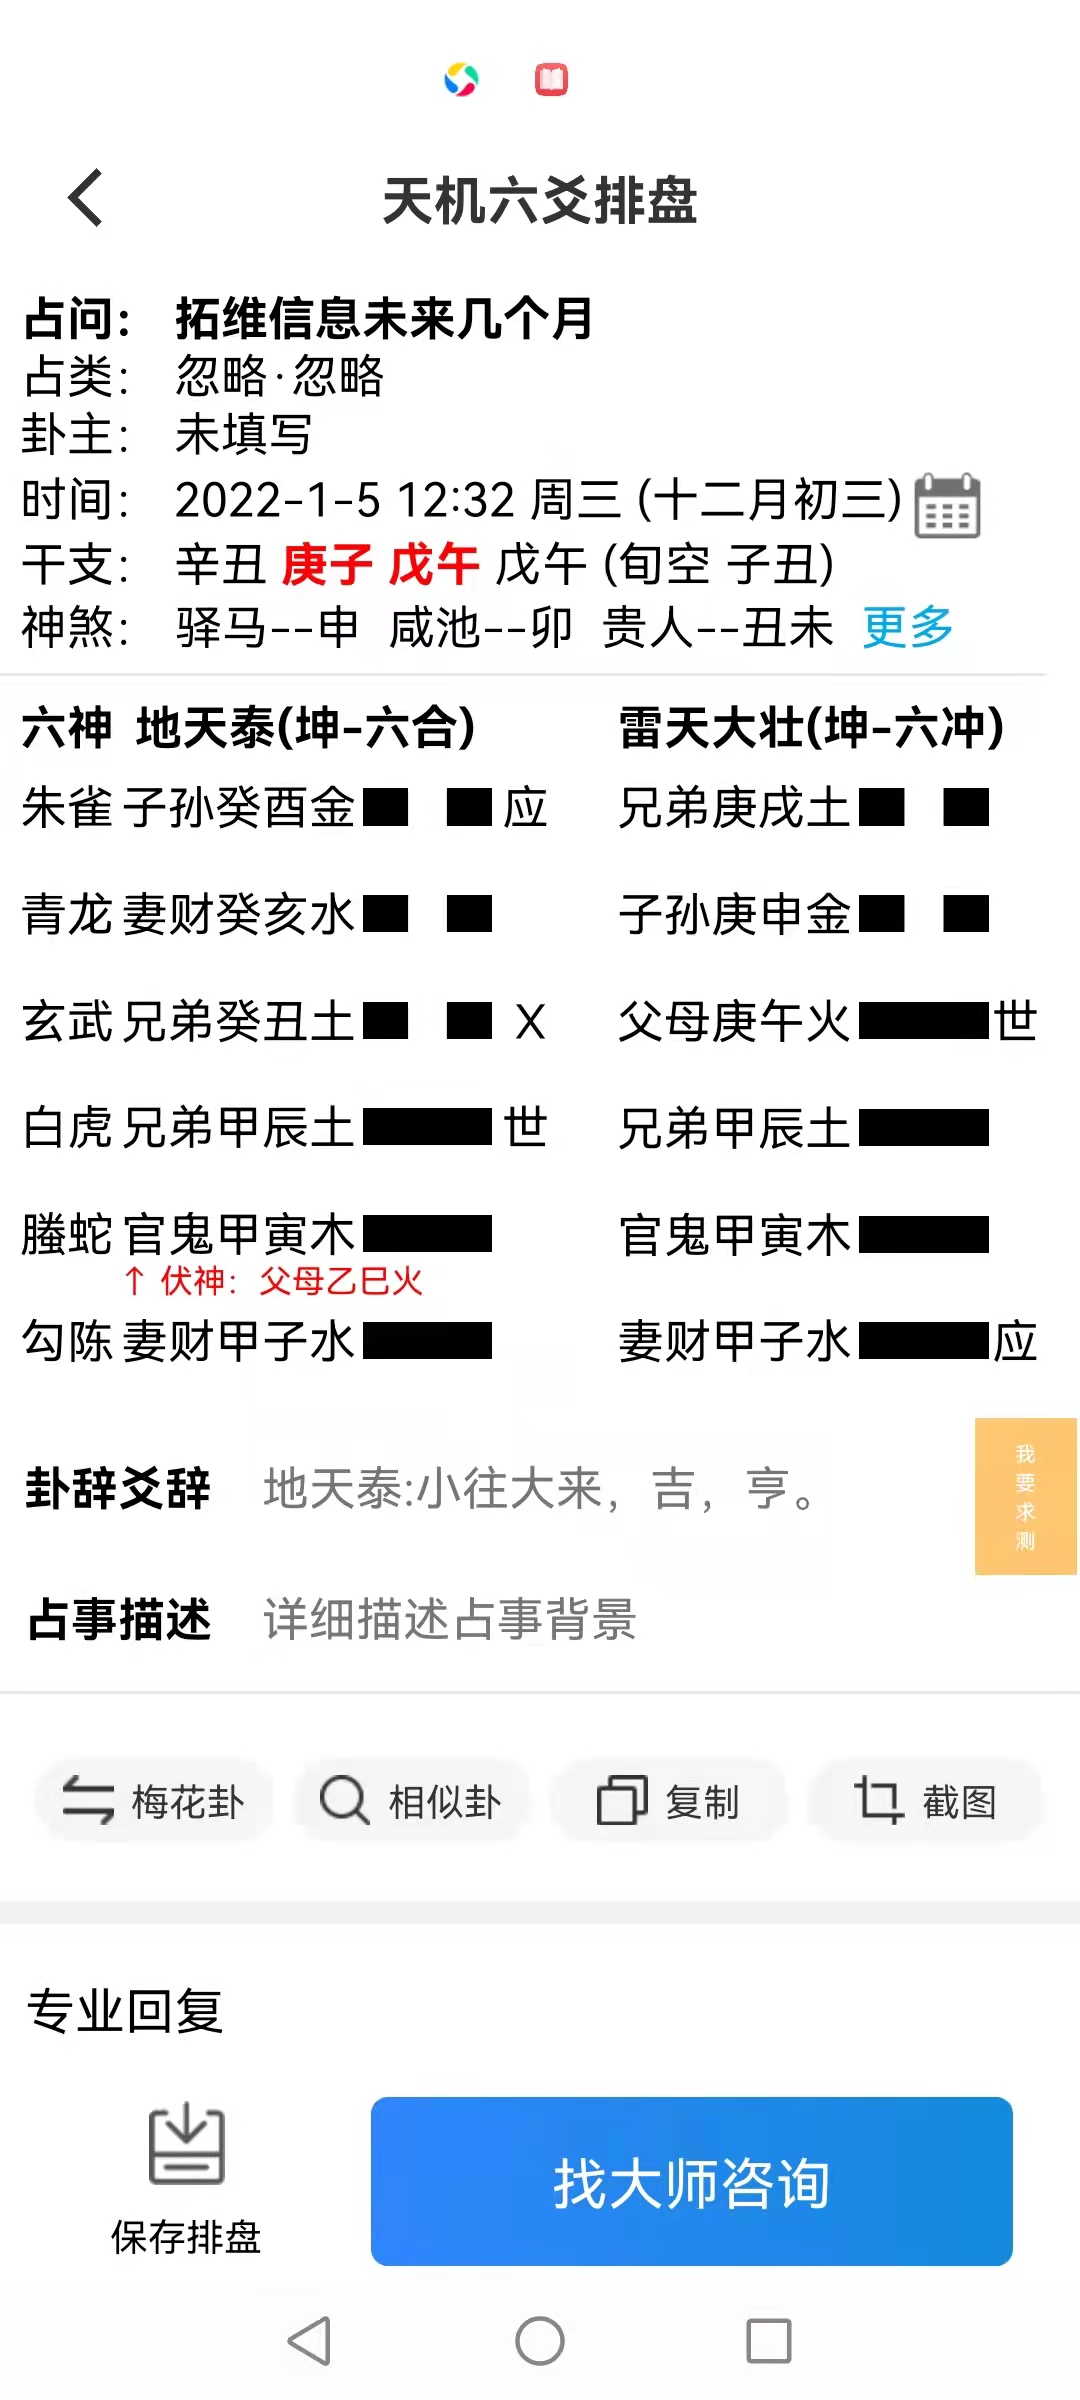 天机六爻排盘
占问： 拓维信息未来几个月
占类： 忽略·忽略
卦主： 未填写
时间： 2022-1-5 12:32 周三 (十二月初三)
干支： 辛丑 庚子 戊午 戊午 (旬空 子丑)
神煞： 驿马--申 咸池--卯 贵人--丑未 更多
六神 地天泰(坤-六合) 雷天大壮(坤-六冲)
朱雀 子孙癸酉金 应 兄弟庚戌土
青龙 妻财癸亥水 子孙庚申金
玄武 兄弟癸丑土 X 父母庚午火 世
白虎 兄弟甲辰土 世 兄弟甲辰土
螣蛇 官鬼甲寅木 官鬼甲寅木
↑ 伏神：父母乙巳火
勾陈 妻财甲子水 妻财甲子水 应
卦辞爻辞 地天泰:小往大来，吉，亨。
我要求测
占事描述 详细描述占事背景
梅花卦 相似卦 复制 截图
专业回复
保存排盘 找大师咨询